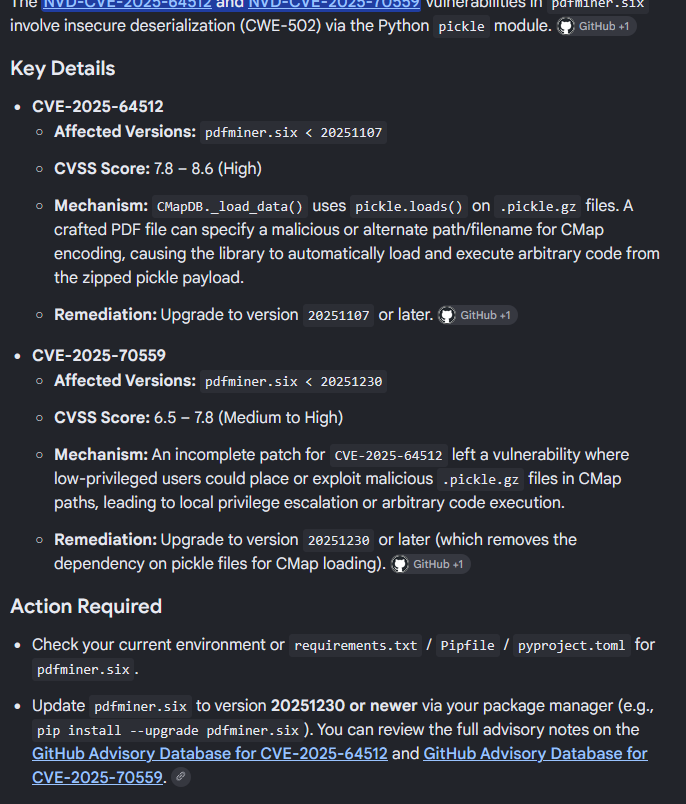 The NVD-CVE-2025-64512 and NVD-CVE-2025-70559 vulnerabilities in pdfminer.six
involve insecure deserialization (CWE-502) via the Python pickle module. GitHub +1
Key Details
• CVE-2025-64512
○ Affected Versions: pdfminer.six < 20251107
○ CVSS Score: 7.8 – 8.6 (High)
○ Mechanism: CMapDB._load_data() uses pickle.loads() on .pickle.gz files. A
crafted PDF file can specify a malicious or alternate path/filename for CMap
encoding, causing the library to automatically load and execute arbitrary code from
the zipped pickle payload.
○ Remediation: Upgrade to version 20251107 or later. GitHub +1
• CVE-2025-70559
○ Affected Versions: pdfminer.six < 20251230
○ CVSS Score: 6.5 – 7.8 (Medium to High)
○ Mechanism: An incomplete patch for CVE-2025-64512 left a vulnerability where
low-privileged users could place or exploit malicious .pickle.gz files in CMap
paths, leading to local privilege escalation or arbitrary code execution.
○ Remediation: Upgrade to version 20251230 or later (which removes the
dependency on pickle files for CMap loading). GitHub +1
Action Required
• Check your current environment or requirements.txt / Pipfile / pyproject.toml for
pdfminer.six.
• Update pdfminer.six to version 20251230 or newer via your package manager (e.g.,
pip install --upgrade pdfminer.six). You can review the full advisory notes on the
GitHub Advisory Database for CVE-2025-64512 and GitHub Advisory Database for
CVE-2025-70559.